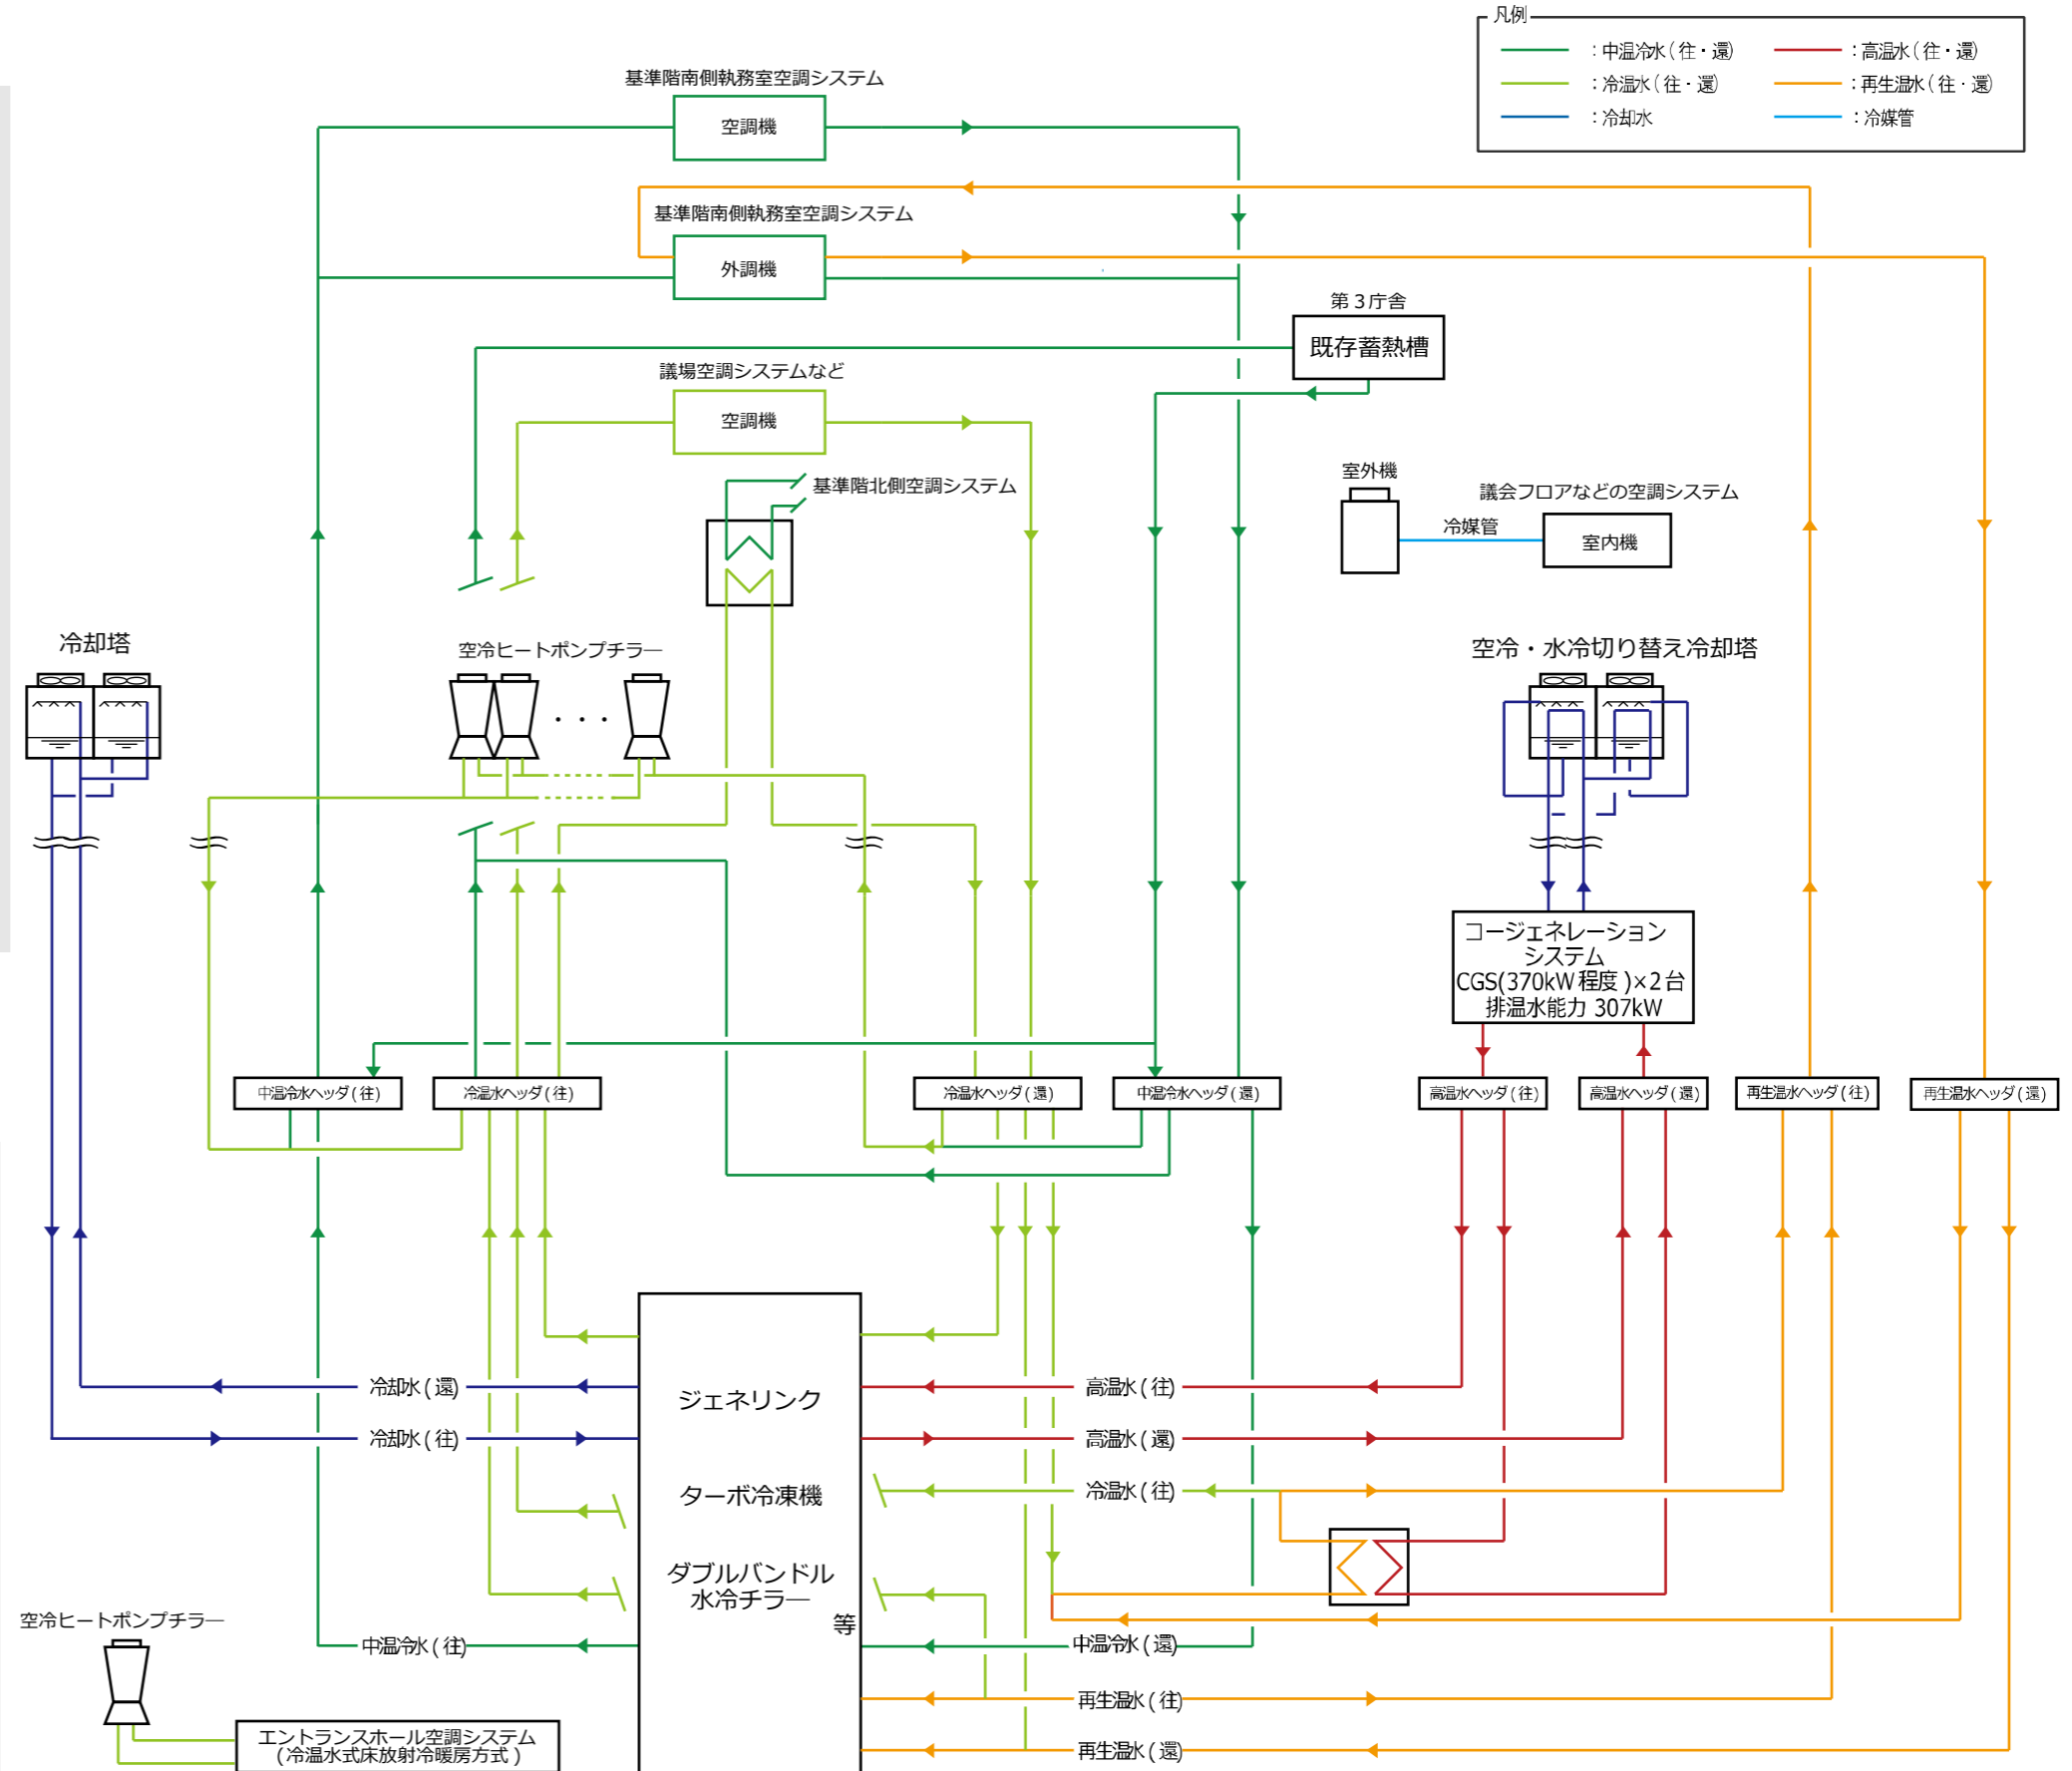 凡例
：中温冷水(往・還)
：高温水(往・還)
：冷温水(往・還)
：再生温水(往・還)
：冷却水
：冷媒管
基準階南側執務室空調システム
空調機
基準階南側執務室空調システム
外調機
第３庁舎
既存蓄熱槽
議場空調システムなど
空調機
基準階北側空調システム
室外機
冷媒管
議会フロアなどの空調システム
室内機
冷却塔
空冷ヒートポンプチラー
・・・
空冷・水冷切り替え冷却塔
コージェネレーション
システム
CGS(370kW程度)×2台
排温水能力 307kW
中温冷水ヘッダ(往)
冷温水ヘッダ(往)
冷温水ヘッダ(還)
中温冷水ヘッダ(還)
高温水ヘッダ(往)
高温水ヘッダ(還)
再生温水ヘッダ(往)
再生温水ヘッダ(還)
冷却水(還)
冷却水(往)
ジェネリンク
ターボ冷凍機
ダブルバンドル
水冷チラー
等
高温水(往)
高温水(還)
冷温水(往)
中温冷水(往)
中温冷水(還)
再生温水(往)
再生温水(還)
空冷ヒートポンプチラー
エントランスホール空調システム
(冷温水式床放射冷暖房方式)